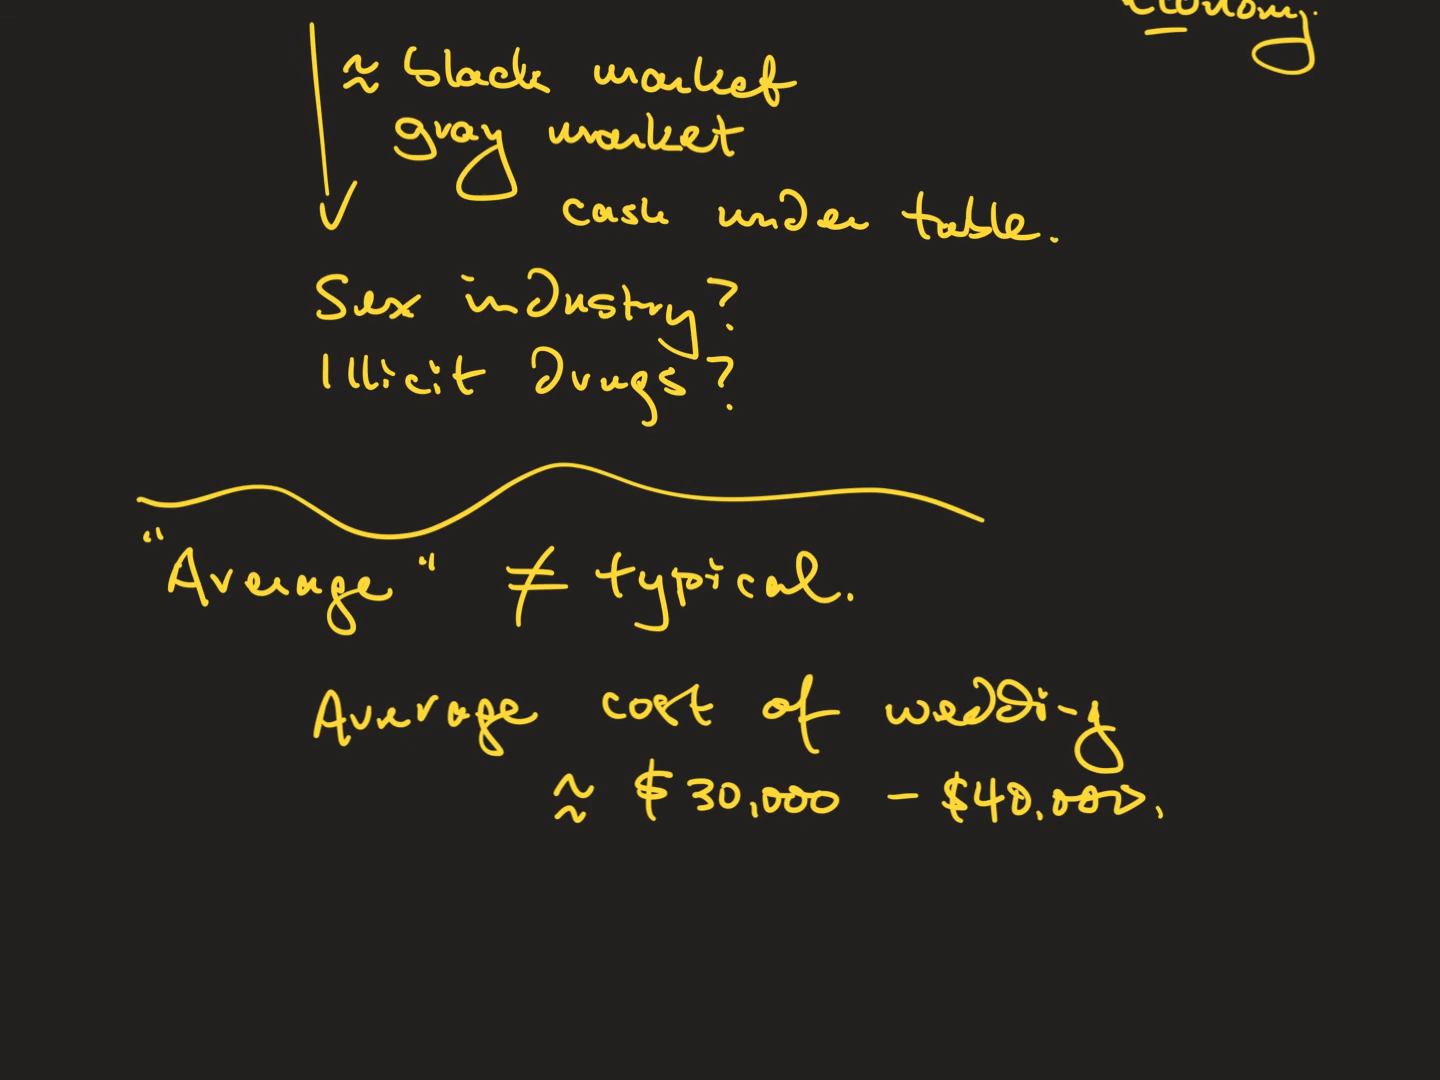 economy.
≈ black market
gray market
cash under table.
Sex industry?
Illicit Drugs?
"Average" ≠ typical.
Average cost of wedding
≈ $30,000 - $40,000.